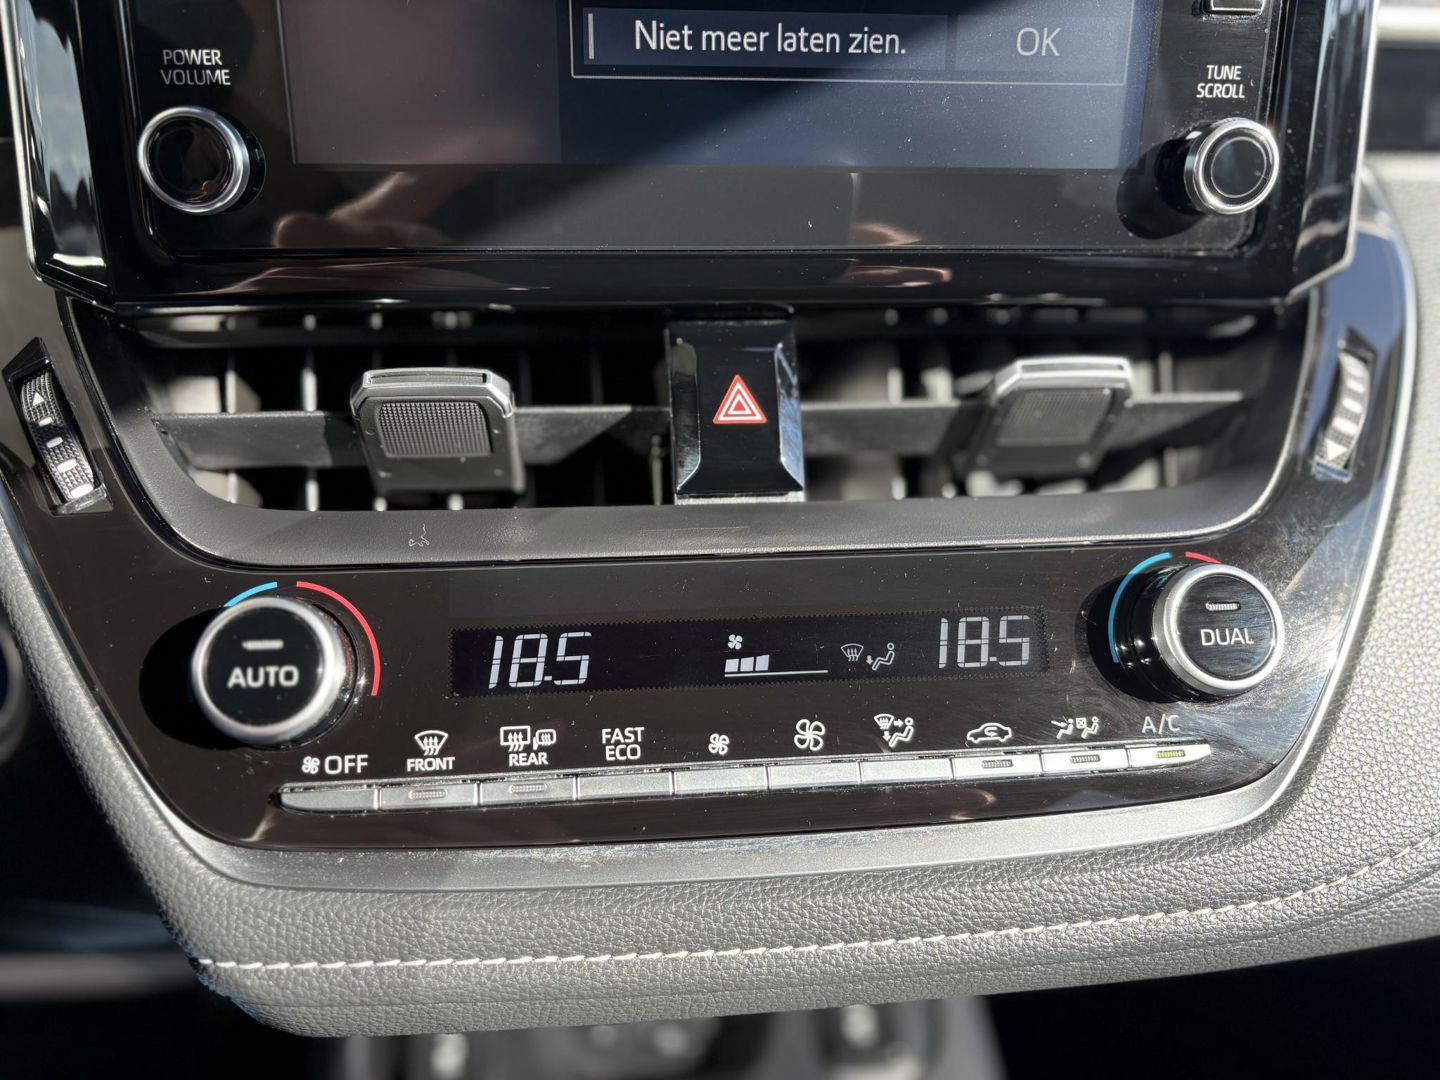 Niet meer laten zien. OK
POWER
VOLUME
TUNE
SCROLL
18.5 18.5
AUTO
DUAL
OFF
FRONT
REAR
FAST
ECO
A/C